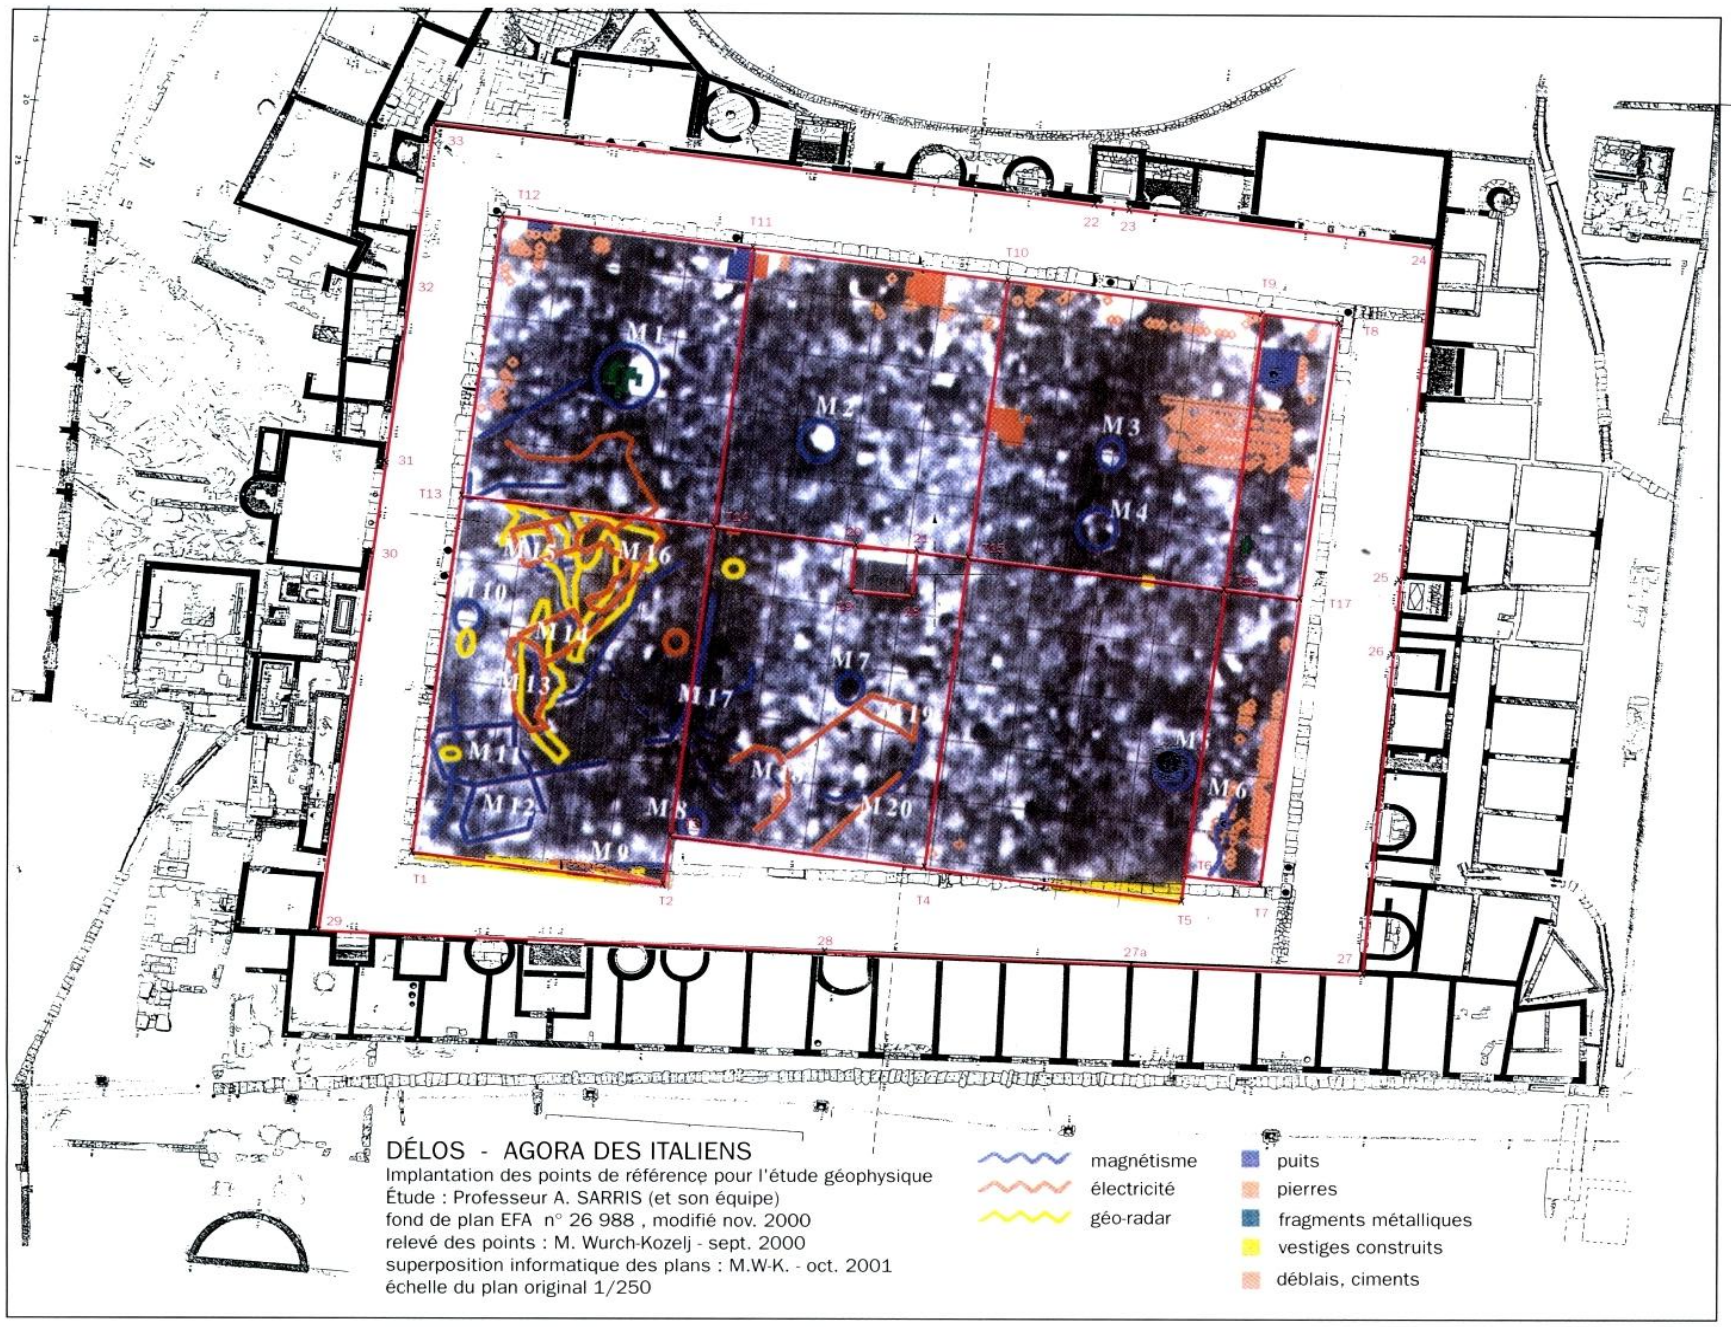 33
T12
T11
22
23
T10
24
T9
32
T8
M1
M2
M3
31
T13
M4
20
21
30
M15
M16
25
T17
10
M14
26
M7
M13
M17
M19
M11
M6
M12
M8
M20
M9
T6
T1
T2
T4
T5
T7
29
28
27a
27
DÉLOS - AGORA DES ITALIENS
Implantation des points de référence pour l'étude géophysique
Étude : Professeur A. SARRIS (et son équipe)
fond de plan EFA n° 26 988 , modifié nov. 2000
relevé des points : M. Wurch-Kozelj - sept. 2000
superposition informatique des plans : M.W-K. - oct. 2001
échelle du plan original 1/250
magnétisme
électricité
géo-radar
puits
pierres
fragments métalliques
vestiges construits
déblais, ciments